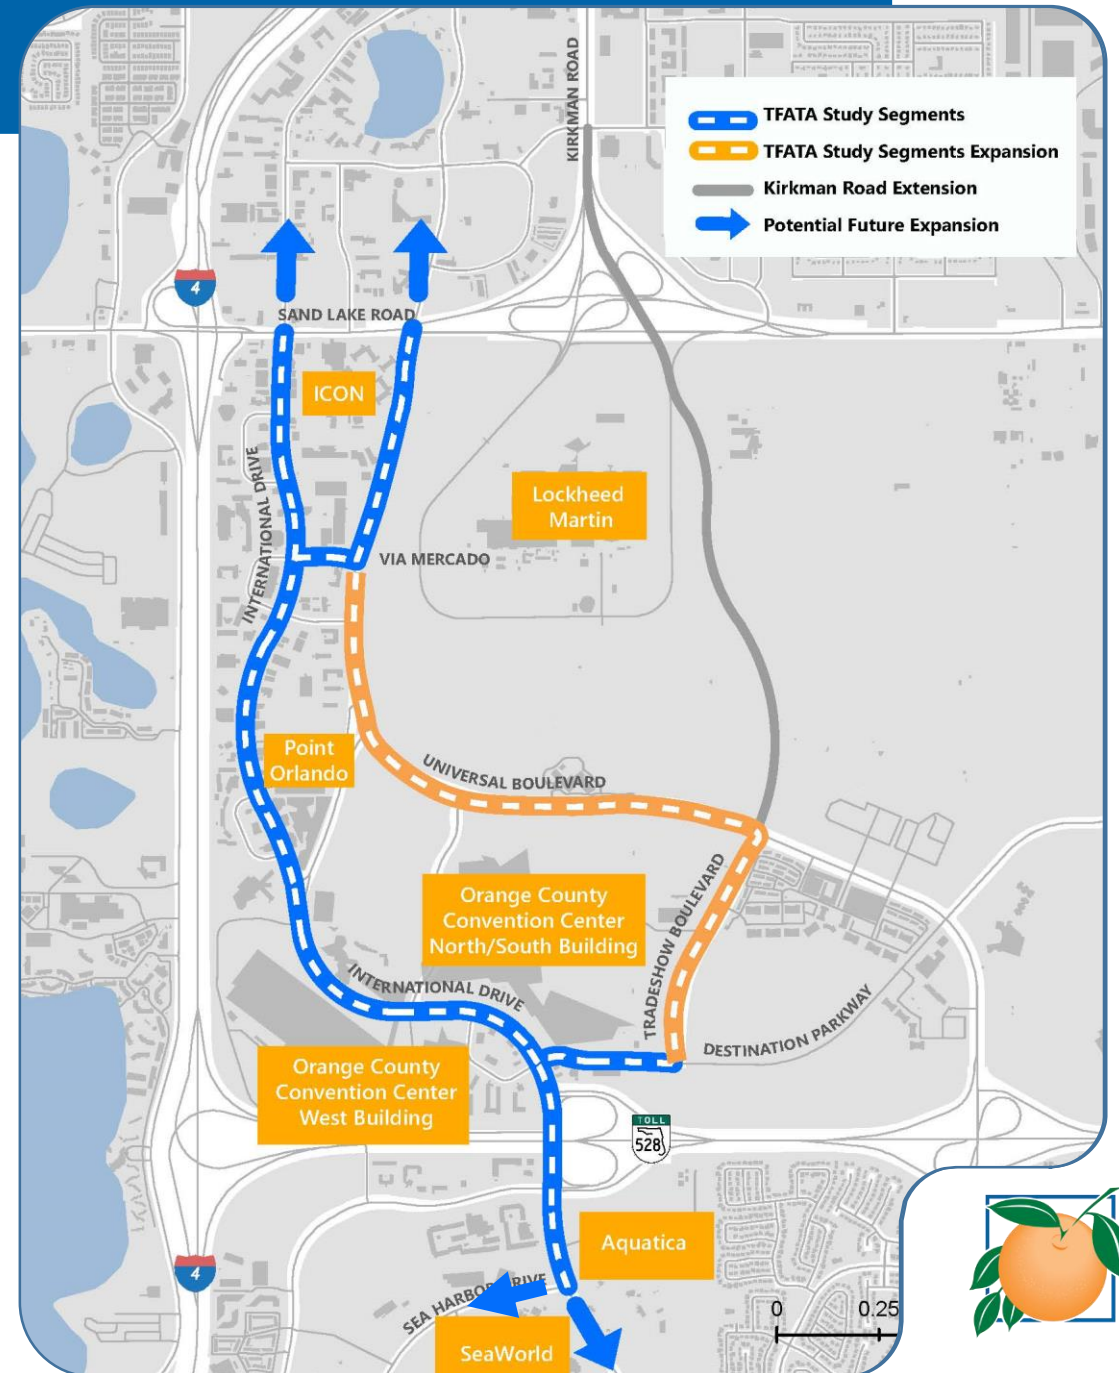 KIRKMAN ROAD
TFATA Study Segments
TFATA Study Segments Expansion
Kirkman Road Extension
Potential Future Expansion
4
SAND LAKE ROAD
ICON
INTERNATIONAL DRIVE
Lockheed
Martin
VIA MERCADO
Point
Orlando
UNIVERSAL BOULEVARD
TRADESHOW BOULEVARD
Orange County
Convention Center
North/South Building
INTERNATIONAL DRIVE
DESTINATION PARKWAY
Orange County
Convention Center
West Building
TOLL
528
Aquatica
4
SEA HARBOR DRIVE
0 0.25
SeaWorld